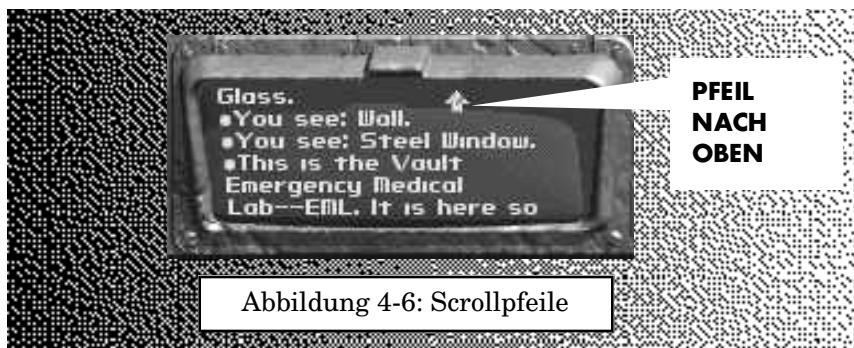 Glass.
•You see: Wall.
•You see: Steel Window.
•This is the Vault
Emergency Medical
Lab--EML. It is here so
PFEIL
NACH
OBEN
Abbildung 4-6: Scrollpfeile